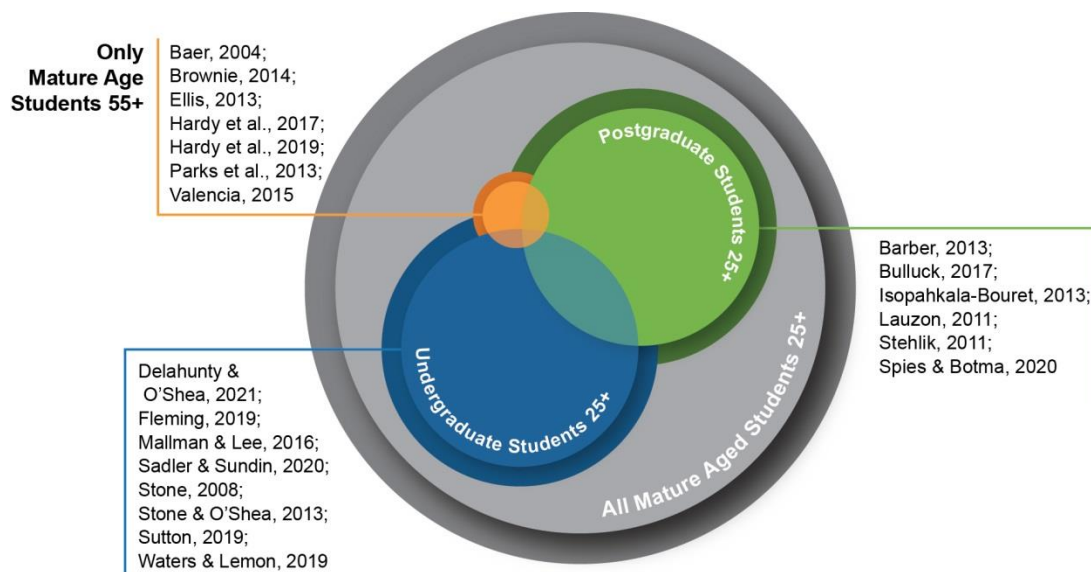 Only
Mature Age
Students 55+
Baer, 2004;
Brownie, 2014;
Ellis, 2013;
Hardy et al., 2017;
Hardy et al., 2019;
Parks et al., 2013;
Valencia, 2015
Postgraduate Students 25+
Barber, 2013;
Bulluck, 2017;
Isopahkala-Bouret, 2013;
Lauzon, 2011;
Stehlik, 2011;
Spies & Botma, 2020
Delahunty &
O’Shea, 2021;
Fleming, 2019;
Mallman & Lee, 2016;
Sadler & Sundin, 2020;
Stone, 2008;
Stone & O’Shea, 2013;
Sutton, 2019;
Waters & Lemon, 2019
Undergraduate Students 25+
All Mature Aged Students 25+